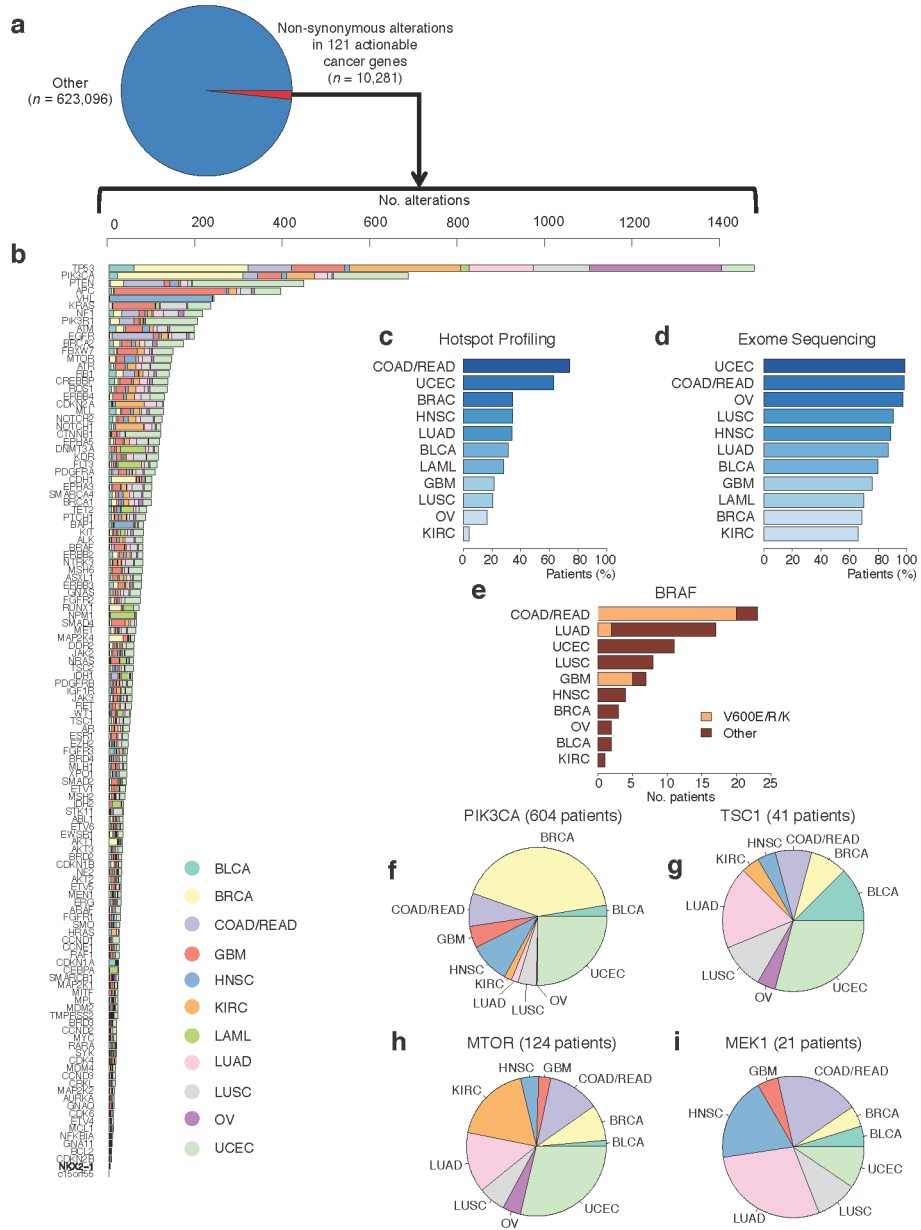 a
Non-synonymous alterations
in 121 actionable
cancer genes
(n = 10,281)
Other
(n = 623,096)
No. alterations
0 200 400 600 800 1000 1200 1400
b
TP53
PIK3CA
PTEN
APC
VHL
KRAS
NF1
PIK3R1
ATM
EGFR
BRCA2
FBXW7
MTOR
ATR
RB1
CREBBP
ROS1
ERBB4
CDKN2A
MLL
NOTCH2
NOTCH1
CTNNB1
EPHA5
DNMT3A
KDR
FLT3
PDGFRA
CDH1
EPHA3
SMARCA4
BRCA1
TET2
PTCH1
BAP1
KIT
ALK
BRAF
ERBB2
NTRK3
MSH6
ASXL1
ERBB3
GNAS
FGFR2
RUNX1
NPM1
SMAD4
MET
MAP2K4
DDR2
JAK2
NRAS
TSC2
IDH1
PDGFRB
IGF1R
JAK3
RET
WT1
TSC1
AR
ESR1
EZH2
FGFR3
BRD4
MLH1
XPO1
SMAD2
ETV1
MSH2
IDH2
STK11
ABL1
ETV6
EWSR1
AKT1
AKT3
BRD2
CDKN1B
NF2
AKT2
ETV5
MEN1
ERG
ARAF
FGFR1
SMO
HRAS
CCND1
CCNE1
RAF1
CDKN1A
CEBPA
SMARCB1
MAP2K1
MITF
MPL
MDM2
TMPRSS2
BRD3
CCND2
MYC
RARA
SYK
CDK4
MDM4
CCND3
CRKL
MAP2K2
AURKA
GNAQ
CDK6
ETV4
MCL1
NFKBIA
GNA11
BCL2
CDKN2B
NKX2-1
c15orf55
BLCA
BRCA
COAD/READ
GBM
HNSC
KIRC
LAML
LUAD
LUSC
OV
UCEC
c
Hotspot Profiling
COAD/READ
UCEC
BRAC
HNSC
LUAD
BLCA
LAML
GBM
LUSC
OV
KIRC
0 20 40 60 80 100
Patients (%)
d
Exome Sequencing
UCEC
COAD/READ
OV
LUSC
HNSC
LUAD
BLCA
GBM
LAML
BRCA
KIRC
0 20 40 60 80 100
Patients (%)
e
BRAF
COAD/READ
LUAD
UCEC
LUSC
GBM
HNSC
BRCA
OV
BLCA
KIRC
V600E/R/K
Other
0 5 10 15 20 25
No. patients
f
PIK3CA (604 patients)
BRCA
BLCA
COAD/READ
GBM
HNSC
KIRC
LUAD
LUSC
OV
UCEC
g
TSC1 (41 patients)
COAD/READ
HNSC
BRCA
KIRC
BLCA
LUAD
LUSC
OV
UCEC
h
MTOR (124 patients)
HNSC
GBM
COAD/READ
KIRC
BRCA
BLCA
LUAD
LUSC
OV
UCEC
i
MEK1 (21 patients)
GBM
COAD/READ
HNSC
BRCA
BLCA
UCEC
LUAD
LUSC